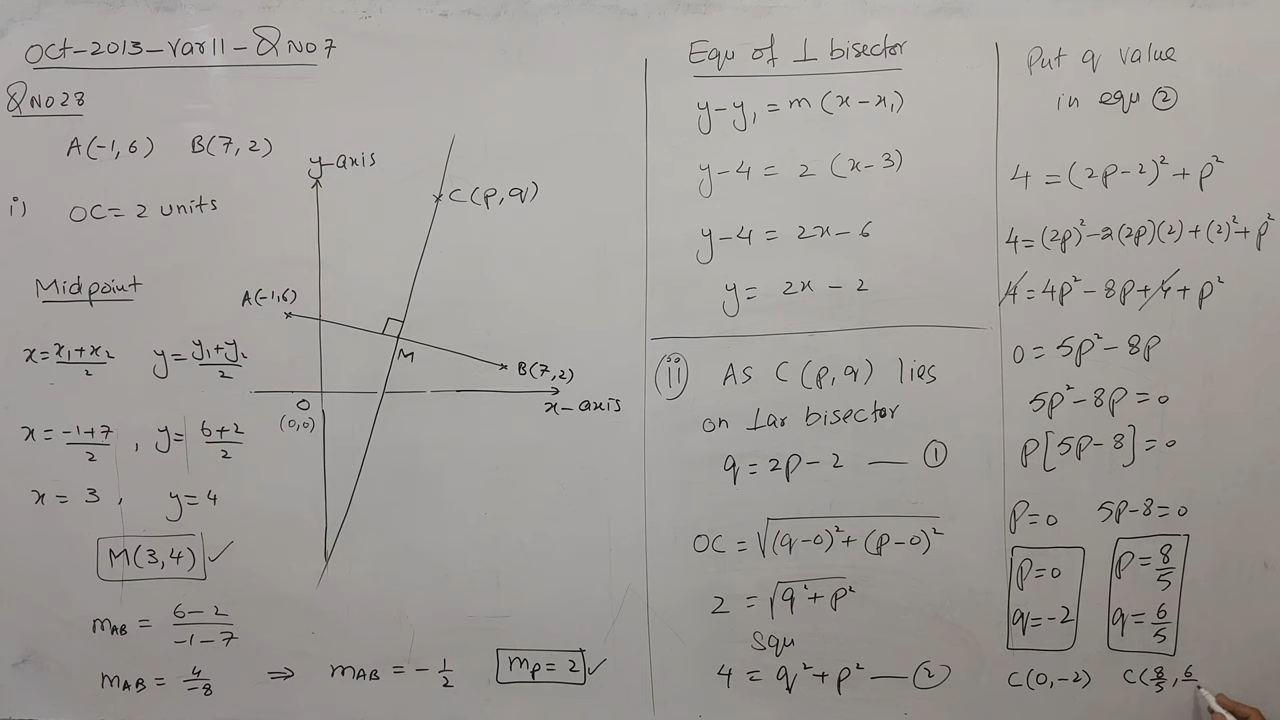 Oct-2013-Var11-QNO7
QNO28
A(-1,6) B(7,2)
i) OC= 2 units
Midpoint
x=x₁+x₂/2 y=y₁+y₂/2
x=-1+7/2 , y=6+2/2
x=3, y=4
M(3,4) ✓
mAB = 6-2/-1-7
mAB = 4/-8 ⇒ mAB = -1/2 mp=2 ✓
y-axis
C(p,q)
A(-1,6)
M
B(7,2)
x-axis
O
(0,0)
Equ of ⊥ bisector
y-y₁=m(x-x₁)
y-4= 2 (x-3)
y-4= 2x-6
y= 2x-2
(ii) As C(p,q) lies
on ⊥ar bisector
q=2p-2 — ①
OC=√(q-0)²+(p-0)²
2 =√q²+p²
squ
4 = q²+p² — ②
Put q value
in equ ②
4=(2p-2)²+p²
4=(2p)²-2(2p)(2)+(2)²+p²
4=4p²-8p+4+p²
0=5p²-8p
5p²-8p=0
p[5p-8]=0
p=0 5p-8=0
p=0 p=8/5
q=-2 q=6/5
C(0,-2) C(8/5,6